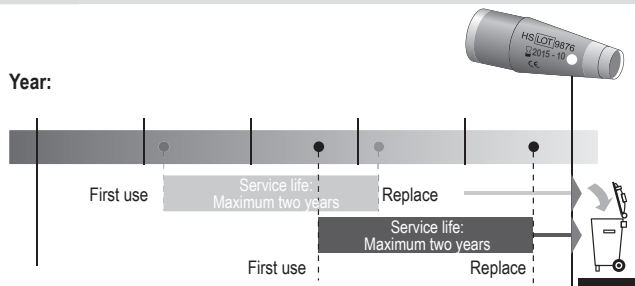 HS LOT 9876
2015 - 10
CE
Year:
First use
Service life:
Maximum two years
Replace
Service life:
Maximum two years
First use
Replace